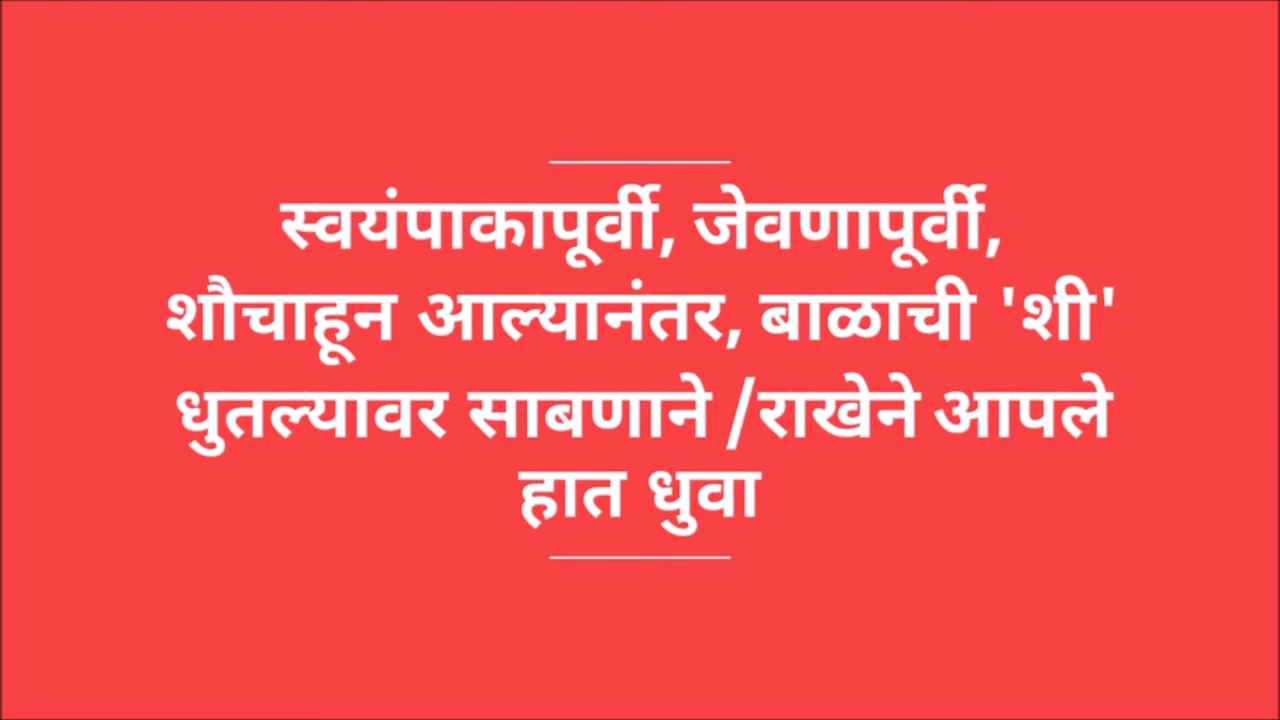 स्वयंपाकापूर्वी, जेवणापूर्वी,
शौचाहून आल्यानंतर, बाळाची 'शी'
धुतल्यावर साबणाने /राखेने आपले
हात धुवा